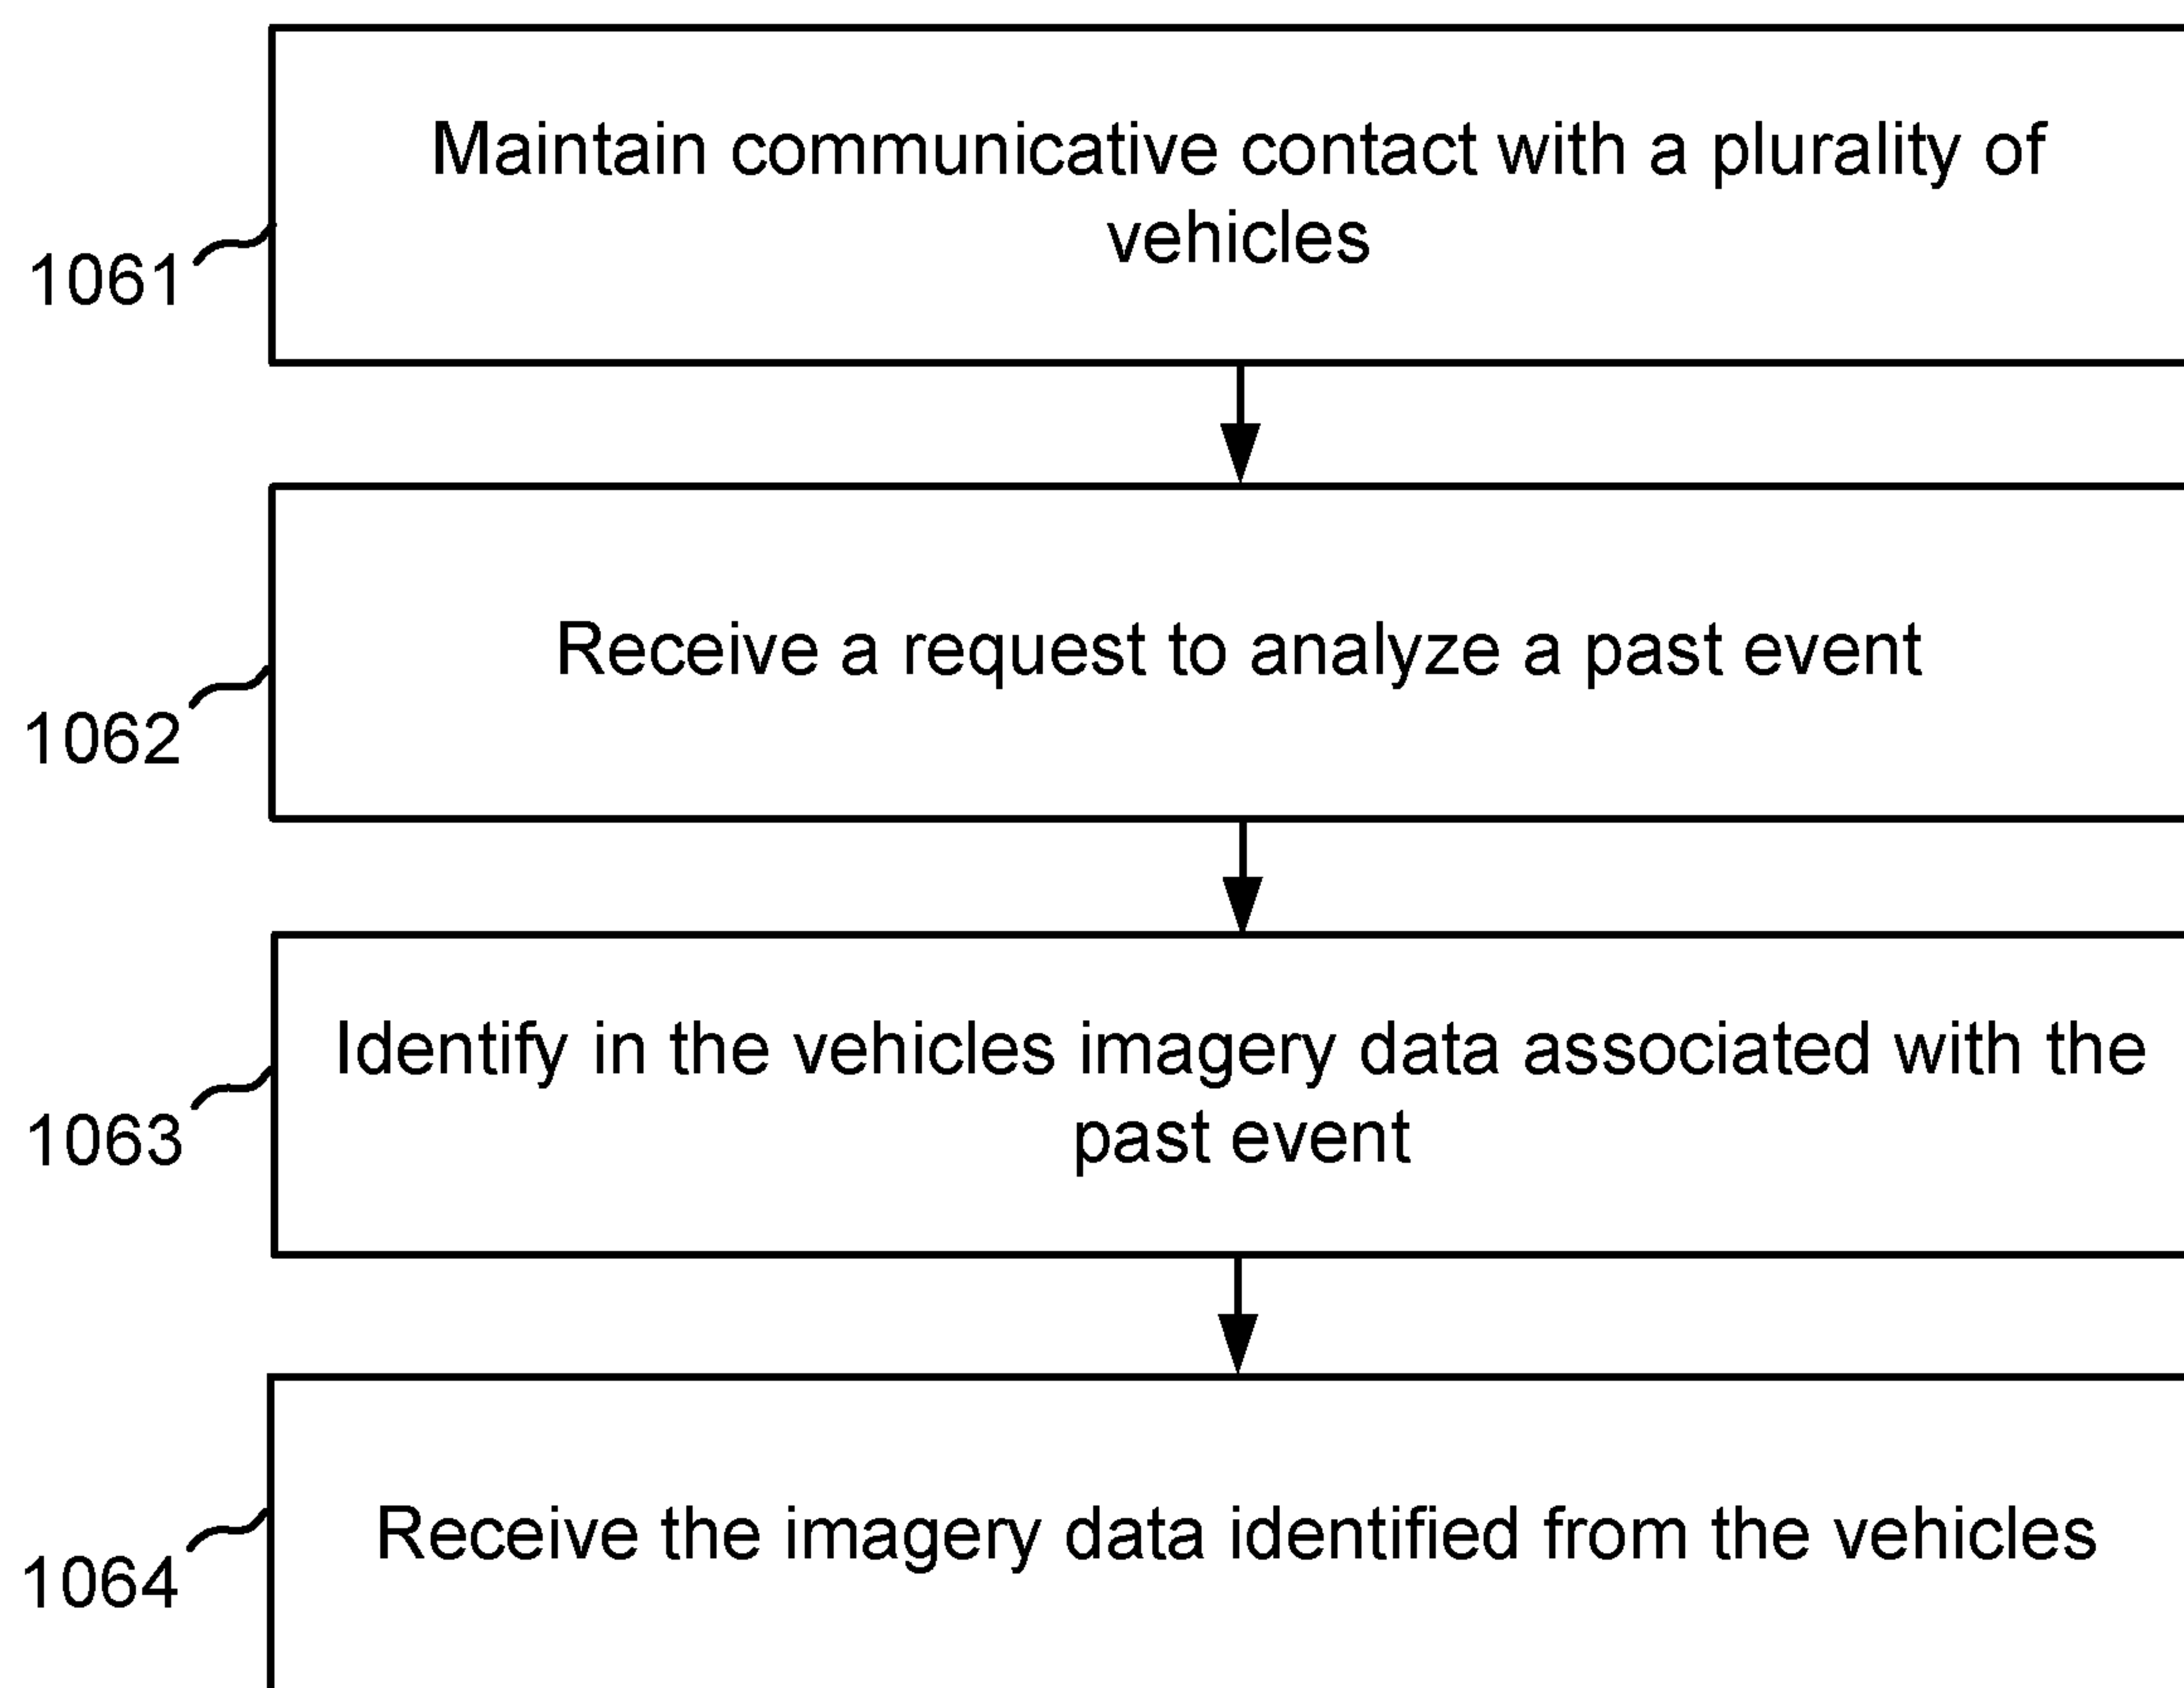 Maintain communicative contact with a plurality of
vehicles
1061
Receive a request to analyze a past event
1062
Identify in the vehicles imagery data associated with the
past event
1063
Receive the imagery data identified from the vehicles
1064